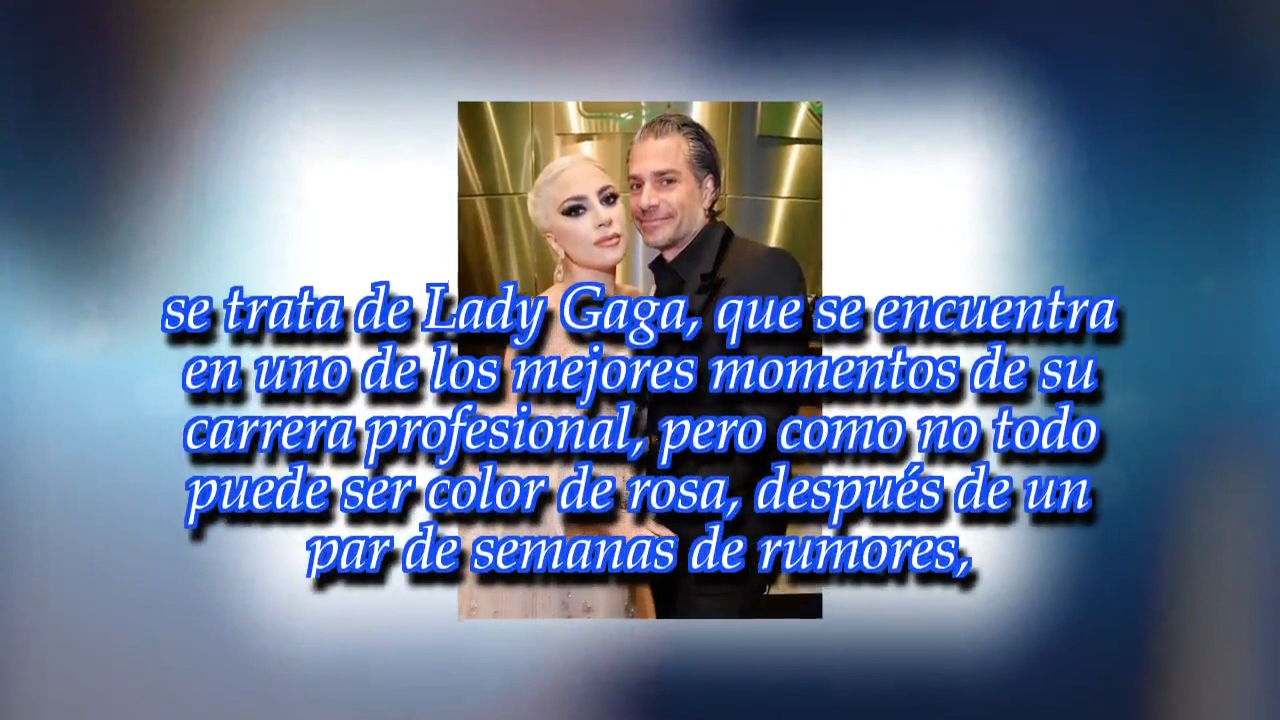 se trata de Lady Gaga, que se encuentra
en uno de los mejores momentos de su
carrera profesional, pero como no todo
puede ser color de rosa, después de un
par de semanas de rumores,